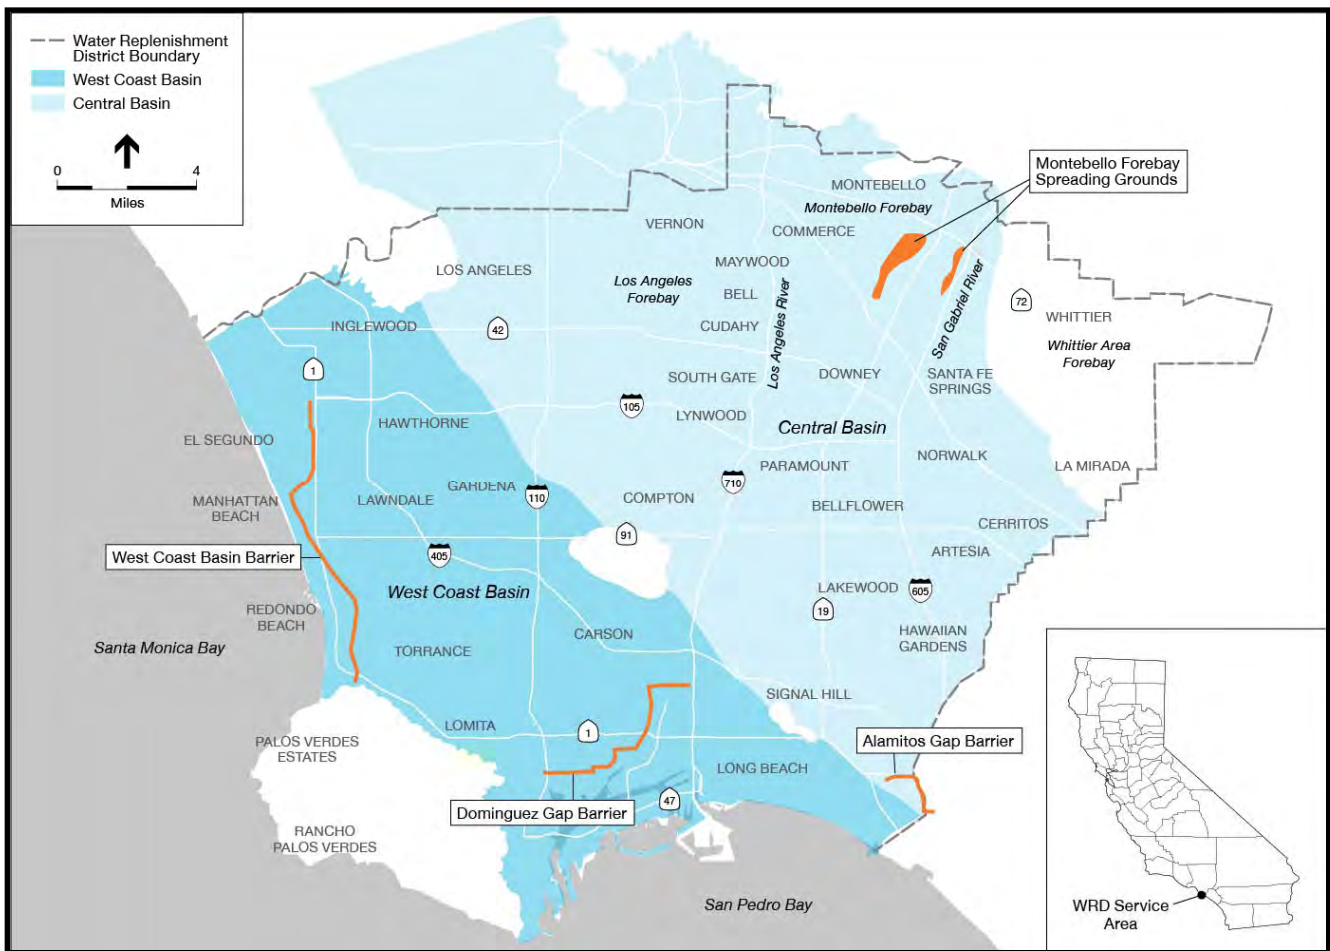 Water Replenishment
District Boundary
West Coast Basin
Central Basin
0
4
Miles
Montebello Forebay
Spreading Grounds
MONTEBELLO
Montebello Forebay
VERNON
COMMERCE
LOS ANGELES
MAYWOOD
Los Angeles
Forebay
BELL
Los Angeles River
San Gabriel River
72
WHITTIER
INGLEWOOD
42
CUDAHY
Whittier Area
Forebay
1
SOUTH GATE
DOWNEY
SANTA FE
SPRINGS
105
LYNWOOD
HAWTHORNE
Central Basin
EL SEGUNDO
NORWALK
PARAMOUNT
LA MIRADA
710
GARDENA
110
COMPTON
LAWNDALE
MANHATTAN
BEACH
BELLFLOWER
CERRITOS
91
ARTESIA
West Coast Basin Barrier
405
West Coast Basin
LAKEWOOD
605
19
REDONDO
BEACH
CARSON
HAWAIIAN
GARDENS
Santa Monica Bay
TORRANCE
SIGNAL HILL
LOMITA
1
PALOS VERDES
ESTATES
Alamitos Gap Barrier
LONG BEACH
47
Dominguez Gap Barrier
RANCHO
PALOS VERDES
San Pedro Bay
WRD Service
Area